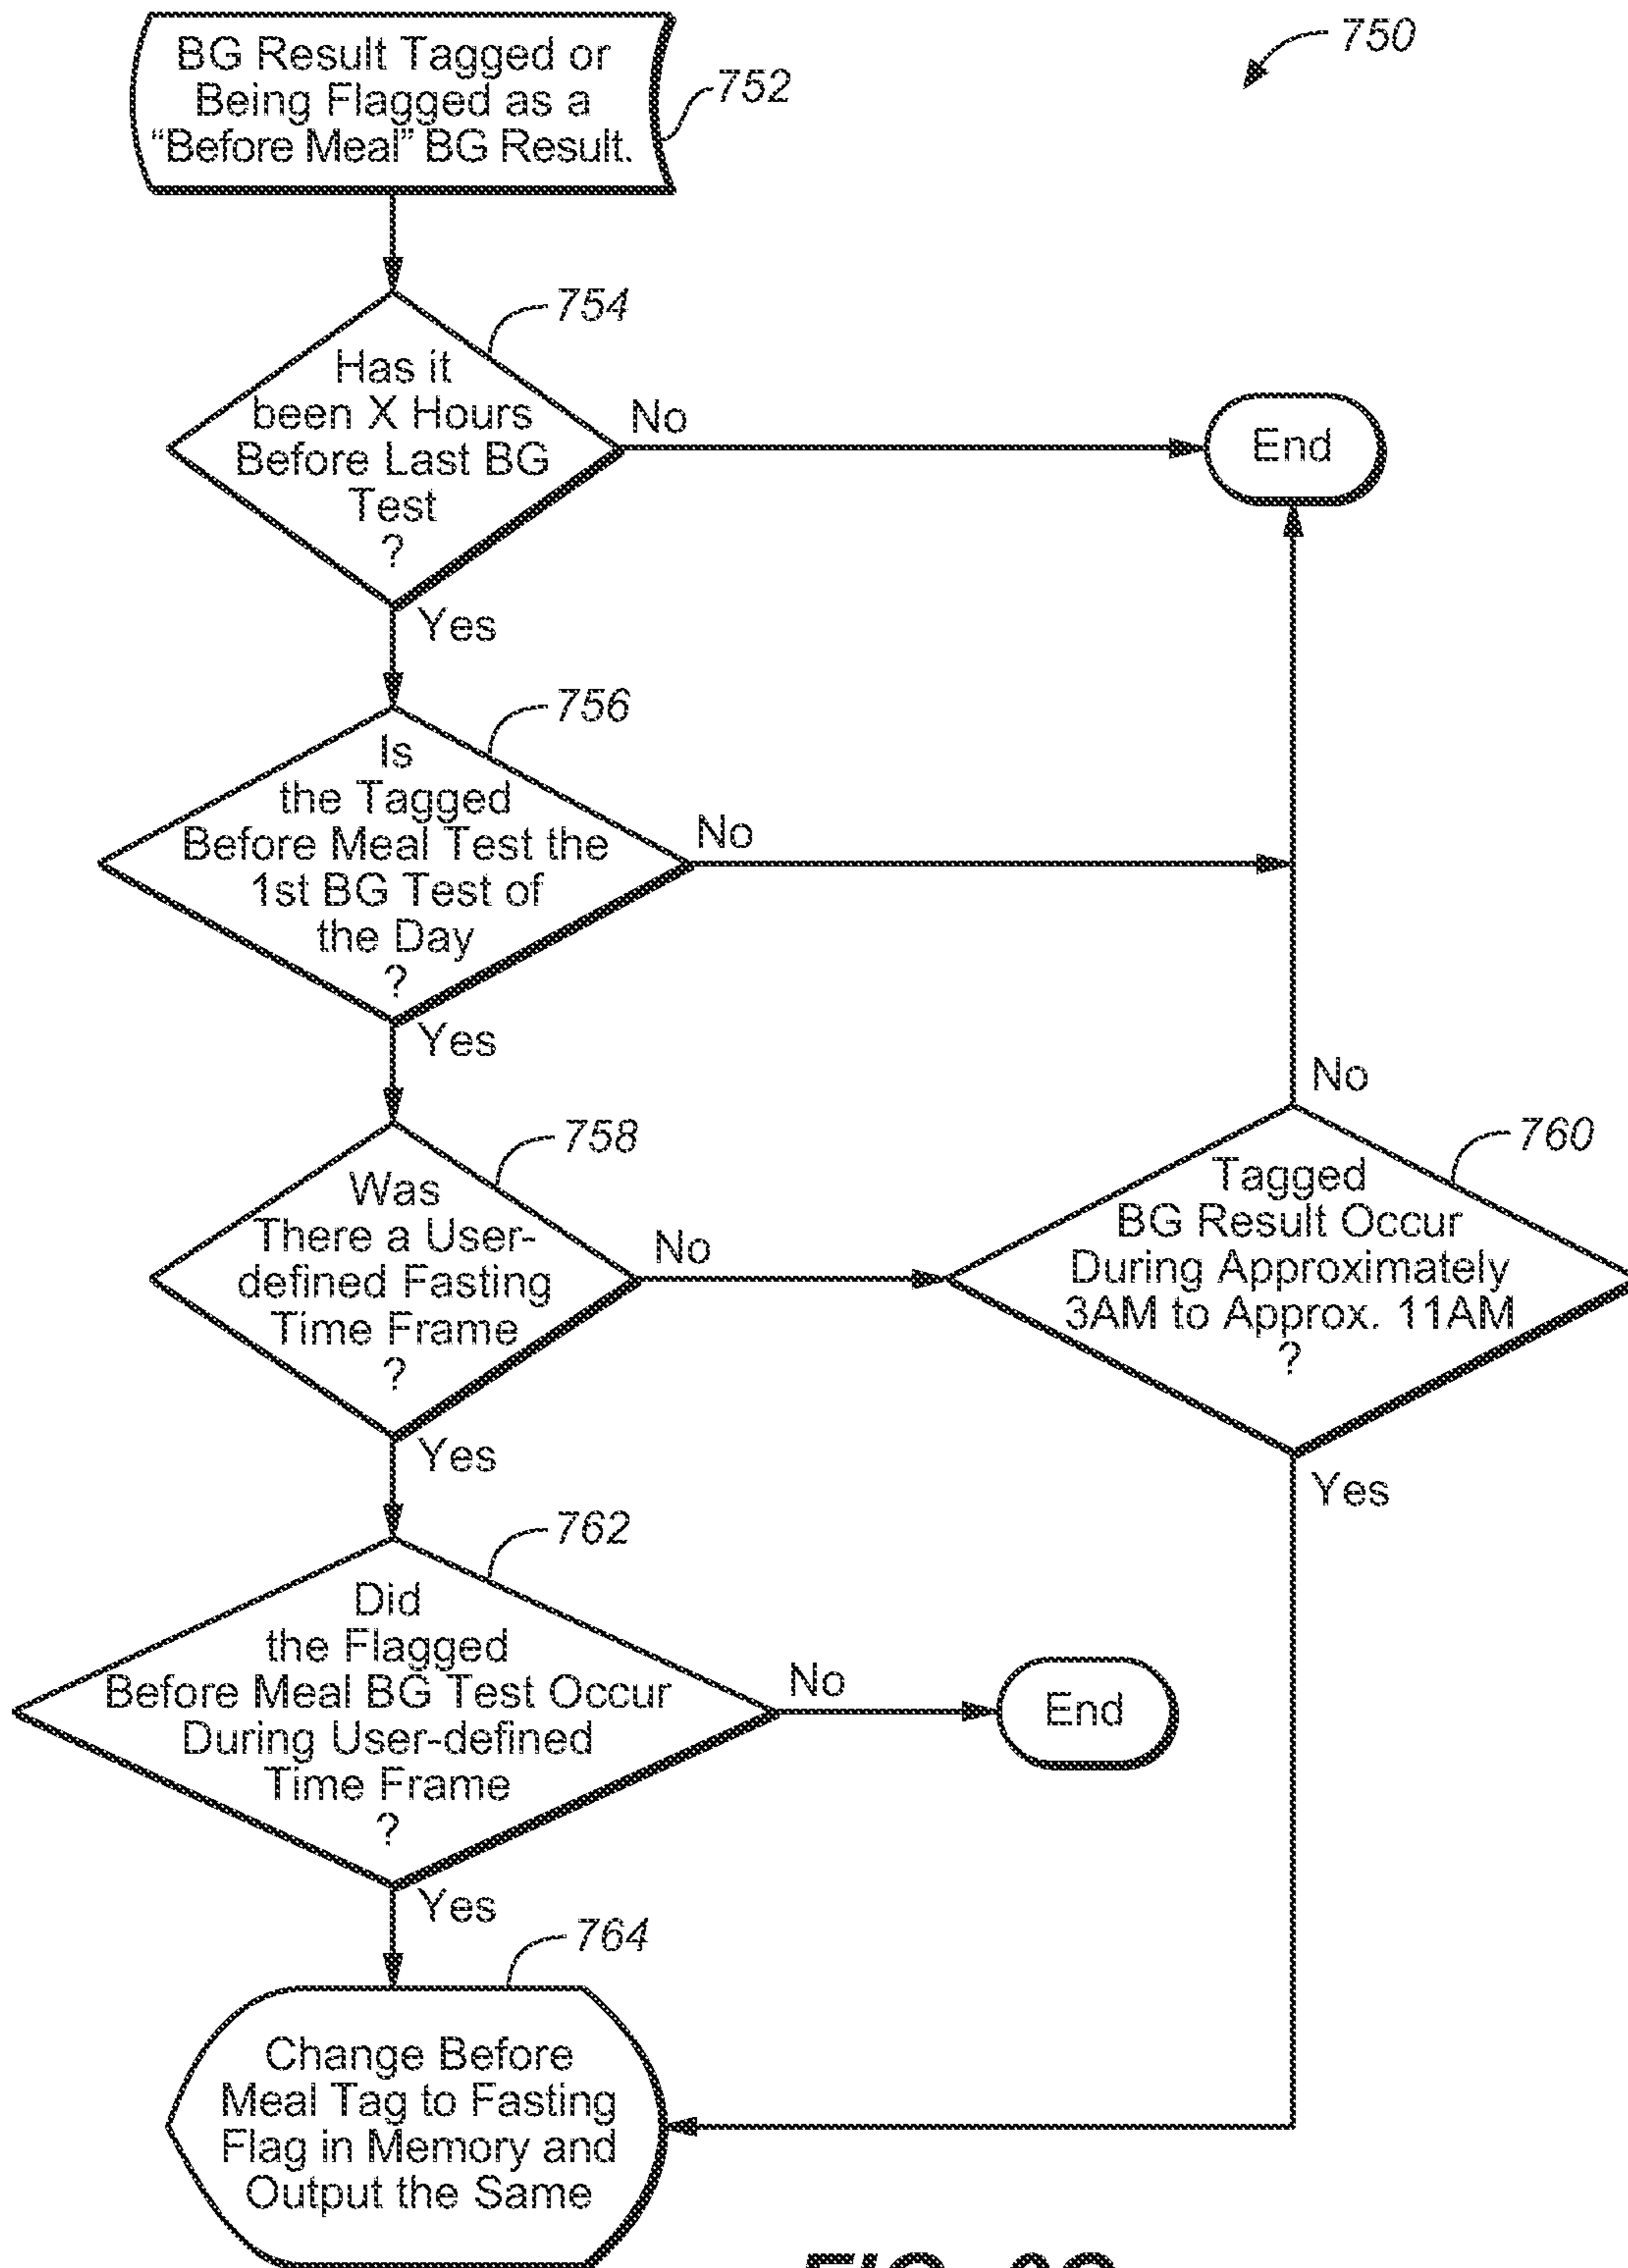 750
BG Result Tagged or
Being Flagged as a
“Before Meal” BG Result.
752
754
Has it
been X Hours
Before Last BG
Test
?
No
End
Yes
756
Is
the Tagged
Before Meal Test the
1st BG Test of
the Day
?
No
Yes
758
Was
There a User-
defined Fasting
Time Frame
?
No
760
Tagged
BG Result Occur
During Approximately
3AM to Approx. 11AM
?
No
Yes
Yes
762
Did
the Flagged
Before Meal BG Test Occur
During User-defined
Time Frame
?
No
End
Yes
764
Change Before
Meal Tag to Fasting
Flag in Memory and
Output the Same